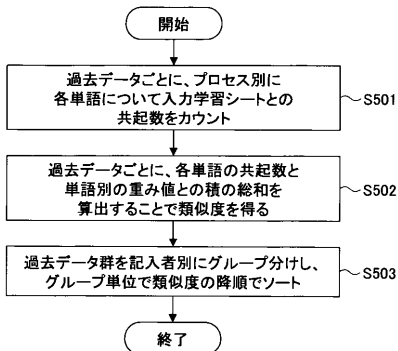 開始
過去データごとに、プロセス別に
各単語について入力学習シートとの
共起数をカウント
S501
過去データごとに、各単語の共起数と
単語別の重み値との積の総和を
算出することで類似度を得る
S502
過去データ群を記入者別にグループ分けし、
グループ単位で類似度の降順でソート
S503
終了